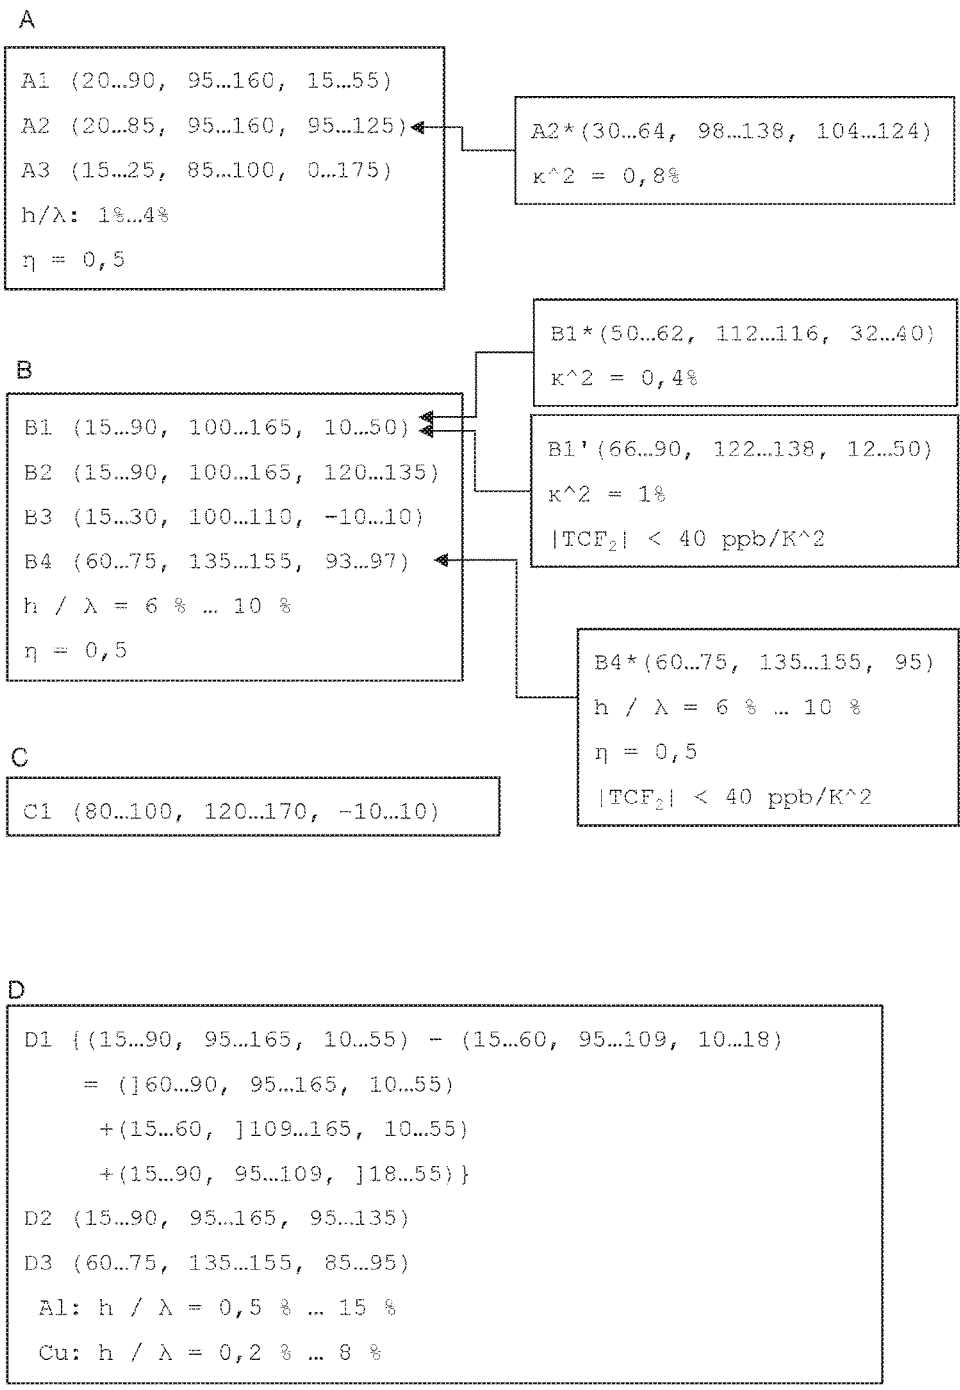 A
A1 (20…90, 95…160, 15…55)
A2 (20…85, 95…160, 95…125)
A3 (15…25, 85…100, 0…175)
h/λ: 1%…4%
η = 0,5
A2*(30…64, 98…138, 104…124)
κ^2 = 0,8%
B
B1 (15…90, 100…165, 10…50)
B2 (15…90, 100…165, 120…135)
B3 (15…30, 100…110, -10…10)
B4 (60…75, 135…155, 93…97)
h / λ = 6 % … 10 %
η = 0,5
B1*(50…62, 112…116, 32…40)
κ^2 = 0,4%
B1'(66…90, 122…138, 12…50)
κ^2 = 1%
|TCF₂| < 40 ppb/K^2
B4*(60…75, 135…155, 95)
h / λ = 6 % … 10 %
η = 0,5
|TCF₂| < 40 ppb/K^2
C
C1 (80…100, 120…170, -10…10)
D
D1 {(15…90, 95…165, 10…55) - (15…60, 95…109, 10…18)
= (]60…90, 95…165, 10…55)
+(15…60, ]109…165, 10…55)
+(15…90, 95…109, ]18…55)}
D2 (15…90, 95…165, 95…135)
D3 (60…75, 135…155, 85…95)
Al: h / λ = 0,5 % … 15 %
Cu: h / λ = 0,2 % … 8 %